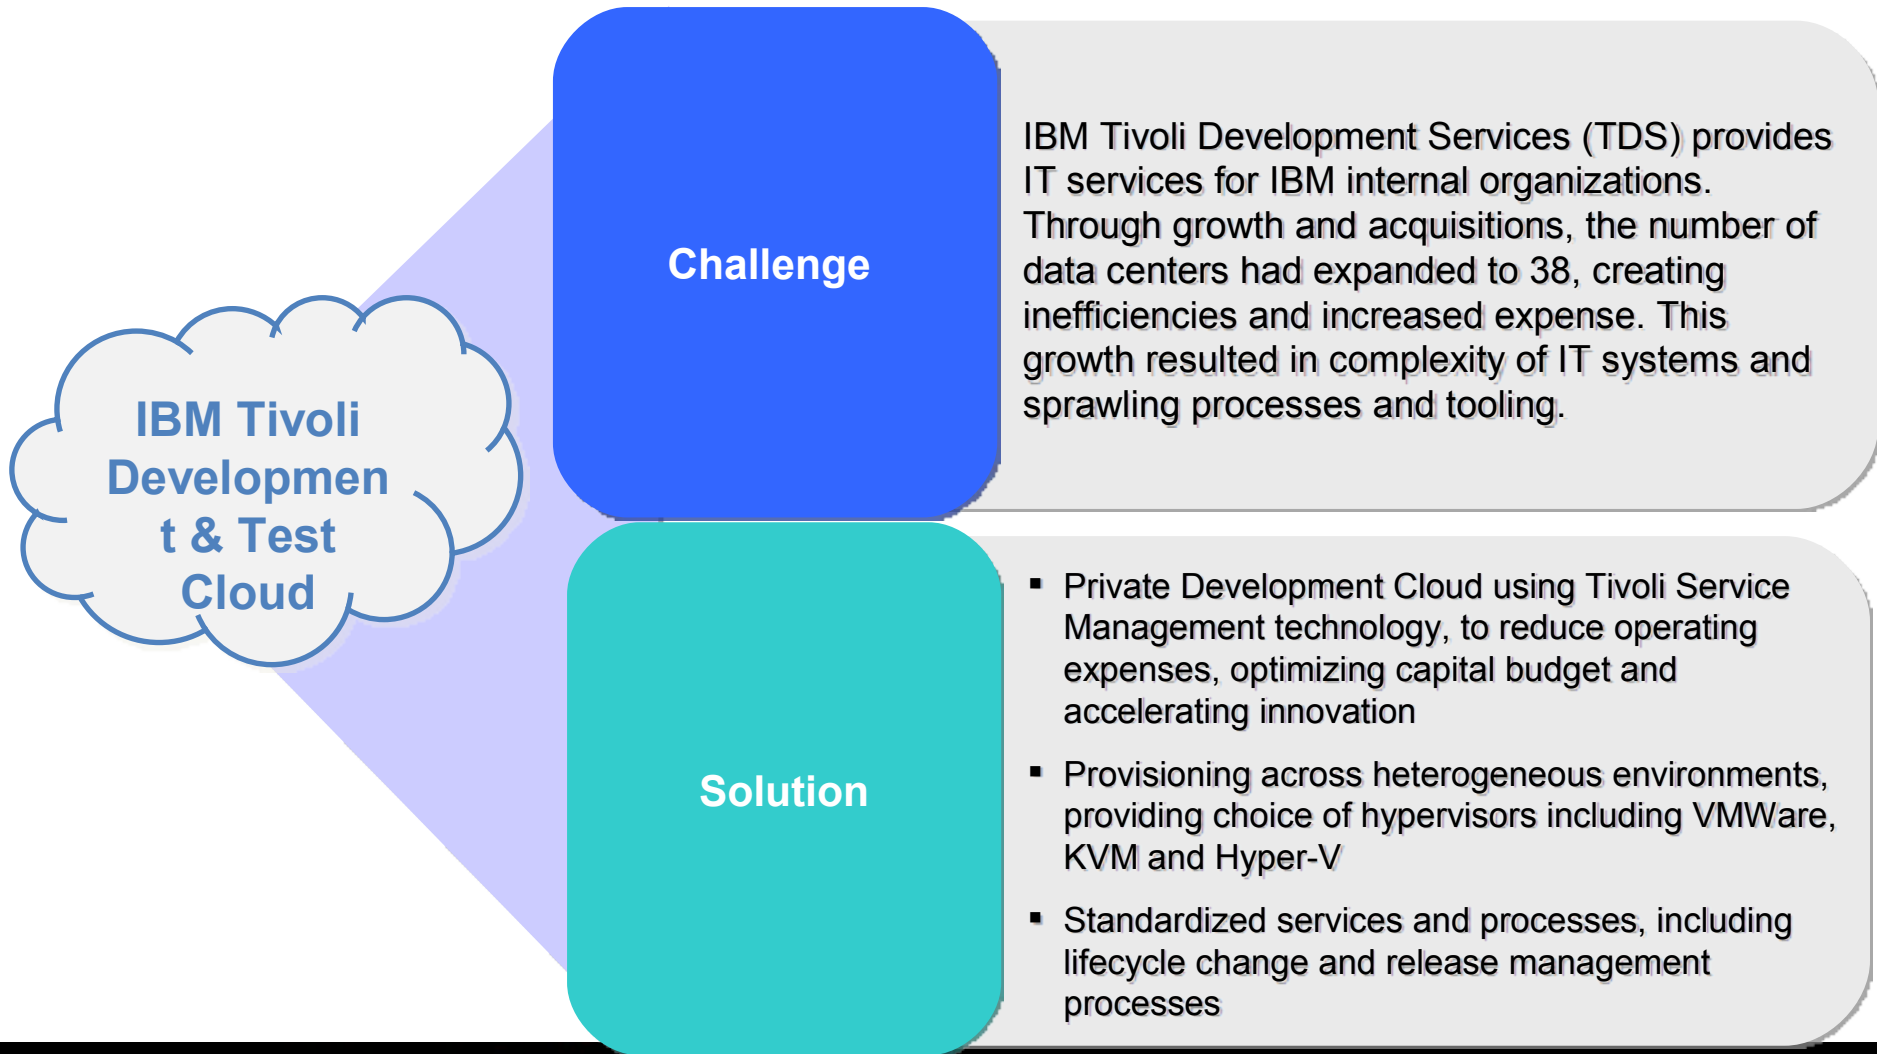 IBM Tivoli
Developmen
t & Test
Cloud
Challenge
IBM Tivoli Development Services (TDS) provides
IT services for IBM internal organizations.
Through growth and acquisitions, the number of
data centers had expanded to 38, creating
inefficiencies and increased expense. This
growth resulted in complexity of IT systems and
sprawling processes and tooling.
Solution
▪ Private Development Cloud using Tivoli Service
Management technology, to reduce operating
expenses, optimizing capital budget and
accelerating innovation
▪ Provisioning across heterogeneous environments,
providing choice of hypervisors including VMWare,
KVM and Hyper-V
▪ Standardized services and processes, including
lifecycle change and release management
processes